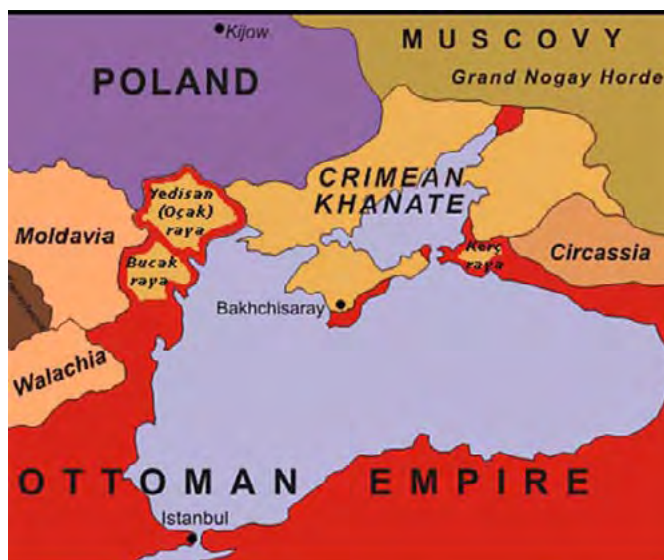 Kijow
MUSCOVY
Grand Nogay Horde
POLAND
CRIMEAN
KHANATE
Yedisan
(Oçak)
raya
Moldavia
Bucak
raya
Kerç
raya
Circassia
Bakhchisaray
Walachia
OTTOMAN EMPIRE
Istanbul